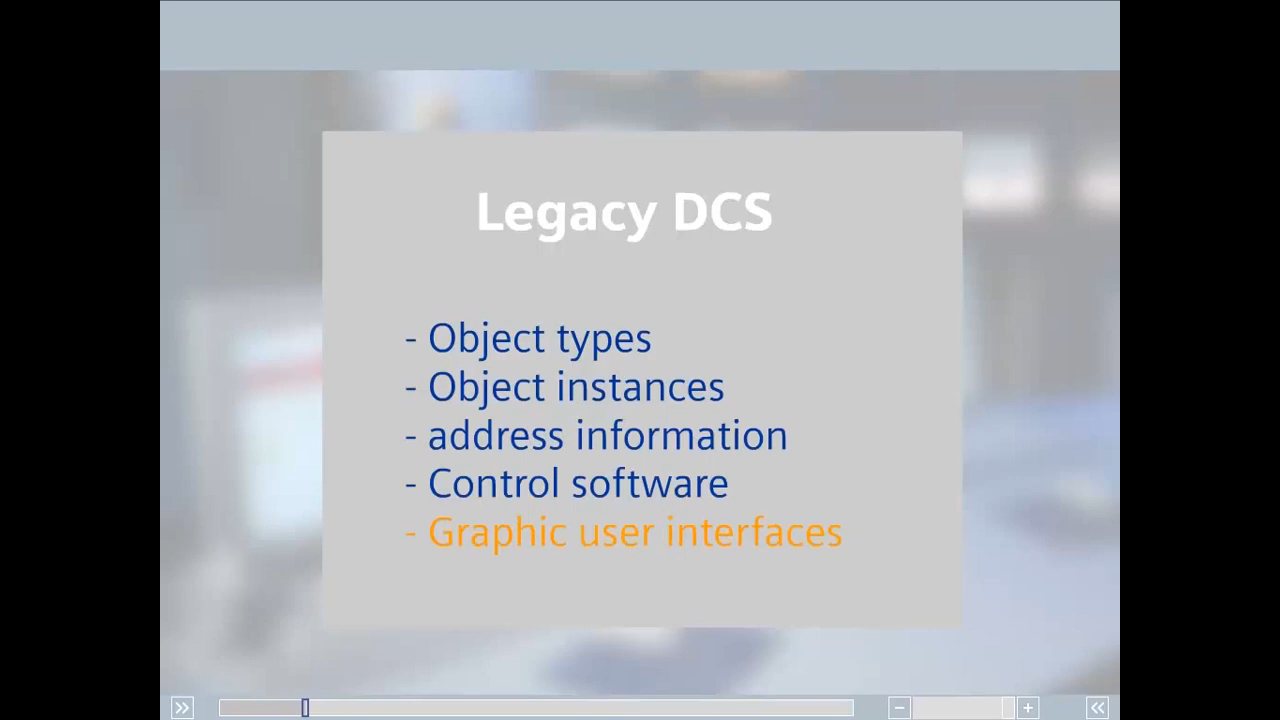 Legacy DCS
- Object types
- Object instances
- address information
- Control software
- Graphic user interfaces